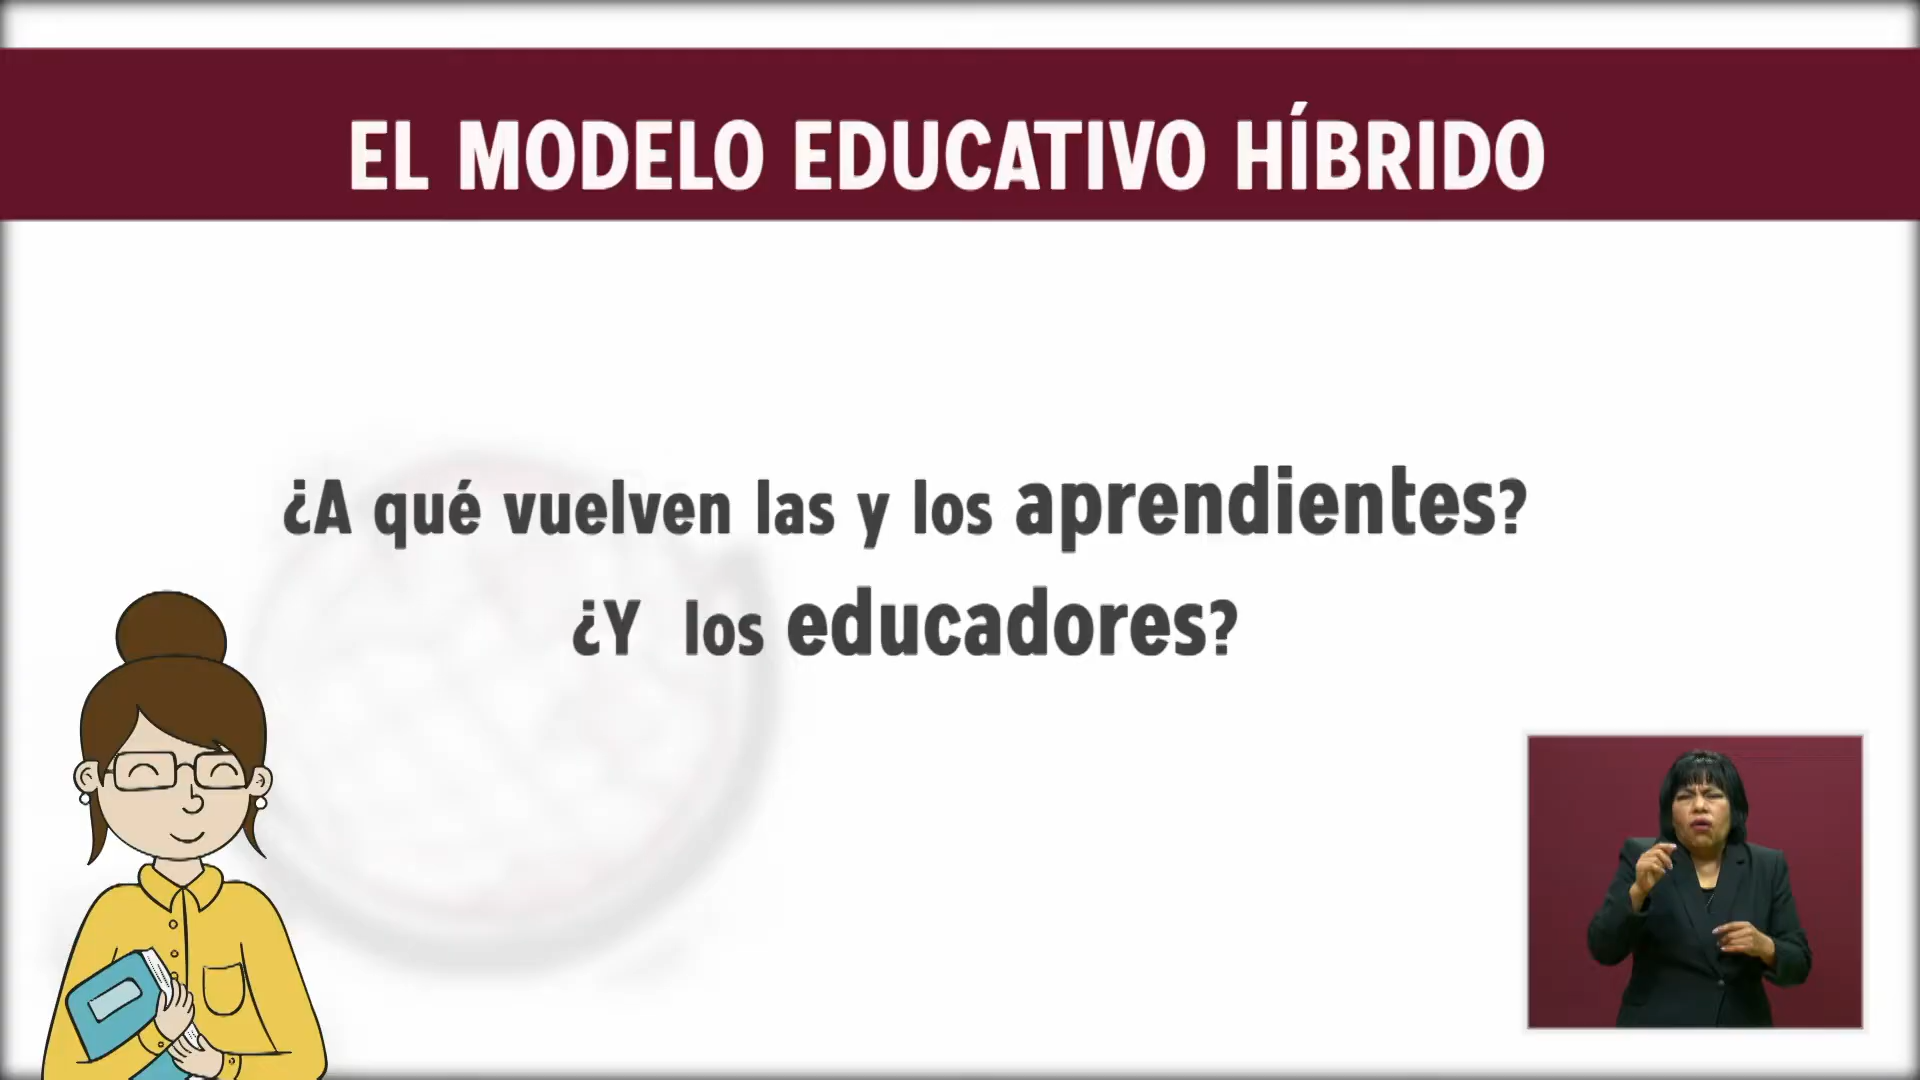 EL MODELO EDUCATIVO HÍBRIDO
¿A qué vuelven las y los aprendientes?
¿Y los educadores?